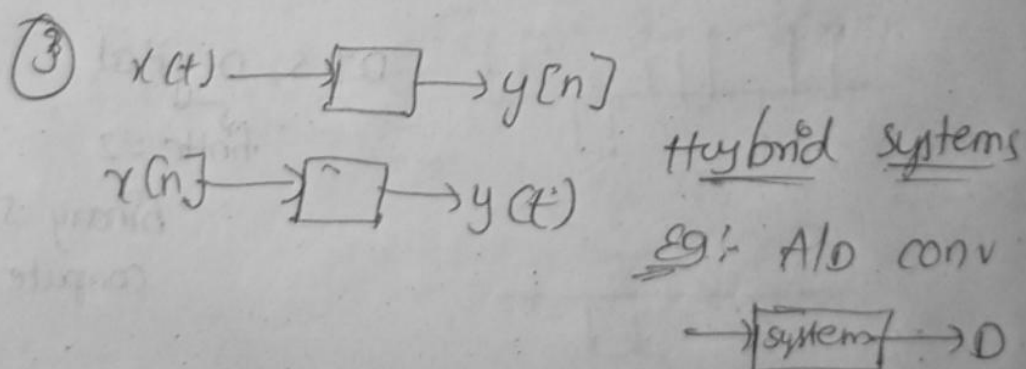 ③ x(t) → → y[n]
x[n] → → y(t)
Hybrid systems
Eg:- A/D conv
→ system → D